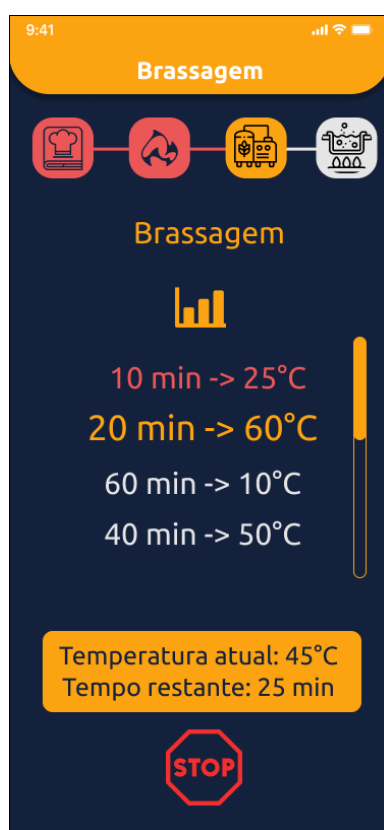 9:41
Brassagem
Brassagem
10 min -> 25°C
20 min -> 60°C
60 min -> 10°C
40 min -> 50°C
Temperatura atual: 45°C
Tempo restante: 25 min
STOP